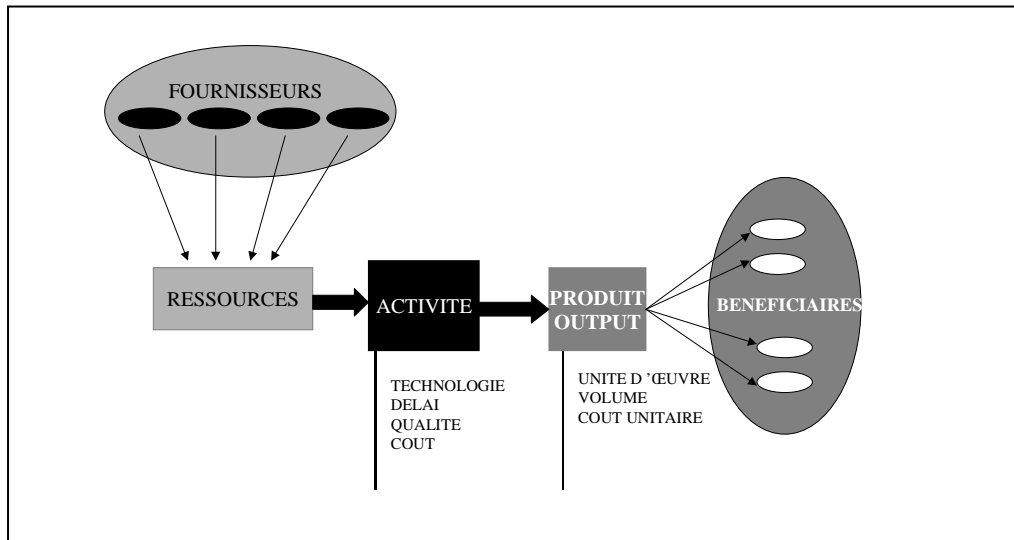 FOURNISSEURS
RESSOURCES
ACTIVITE
PRODUIT
OUTPUT
BENEFICIAIRES
TECHNOLOGIE
DELAI
QUALITE
COUT
UNITE D ’ŒUVRE
VOLUME
COUT UNITAIRE